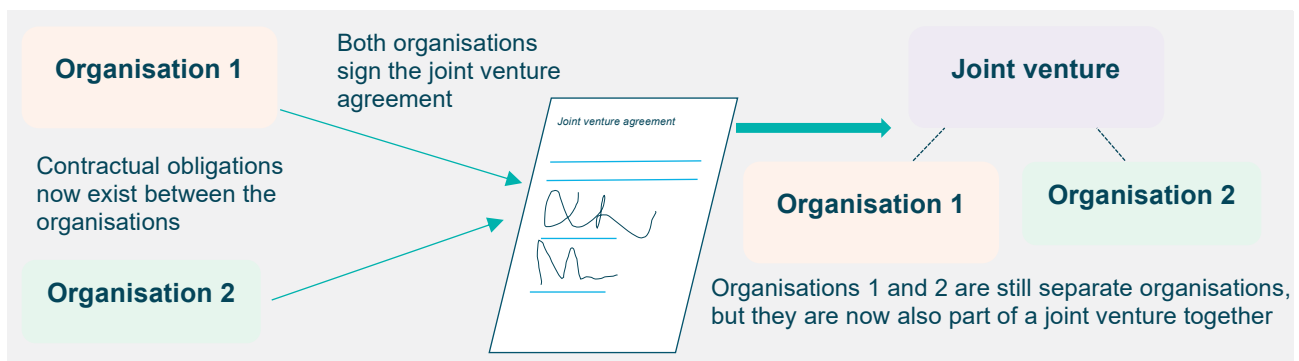 Organisation 1
Both organisations
sign the joint venture
agreement
Contractual obligations
now exist between the
organisations
Organisation 2
Joint venture agreement
Joint venture
Organisation 1
Organisation 2
Organisations 1 and 2 are still separate organisations,
but they are now also part of a joint venture together